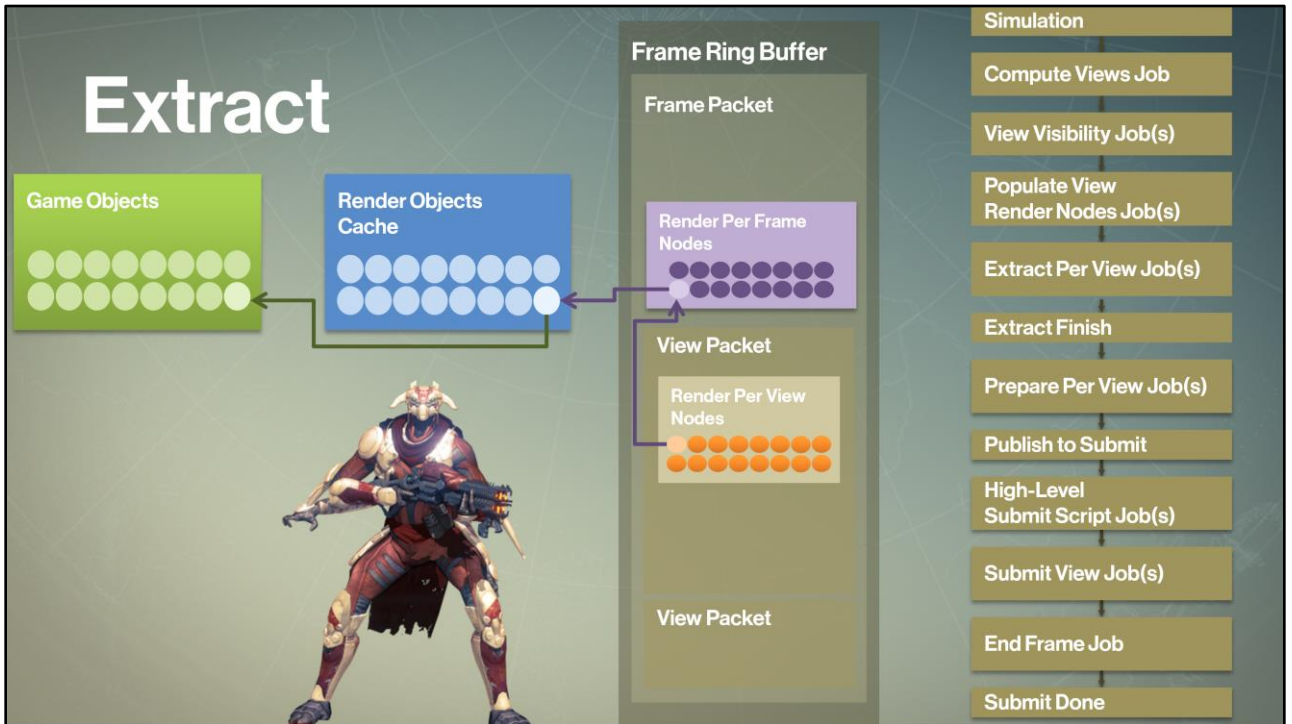 Extract
Game Objects
Render Objects
Cache
Frame Ring Buffer
Frame Packet
Render Per Frame
Nodes
View Packet
Render Per View
Nodes
View Packet
Simulation
Compute Views Job
View Visibility Job(s)
Populate View
Render Nodes Job(s)
Extract Per View Job(s)
Extract Finish
Prepare Per View Job(s)
Publish to Submit
High-Level
Submit Script Job(s)
Submit View Job(s)
End Frame Job
Submit Done